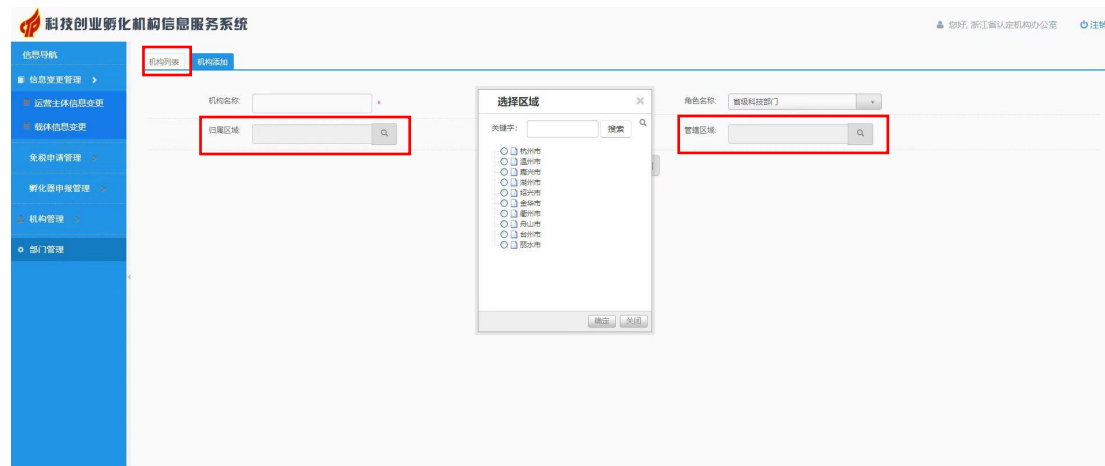 科技创业孵化机构信息服务系统
您好, 浙江省认定机构办公室
注销
信息导航
信息变更管理
运营主体信息变更
载体信息变更
免税申请管理
孵化器申报管理
机构管理
部门管理
机构列表
机构添加
机构名称:
*
角色名称:
省级科技部门
归属区域:
管辖区域:
选择区域
关键字:
搜索
杭州市
温州市
嘉兴市
湖州市
绍兴市
金华市
衢州市
舟山市
台州市
丽水市
确定
关闭